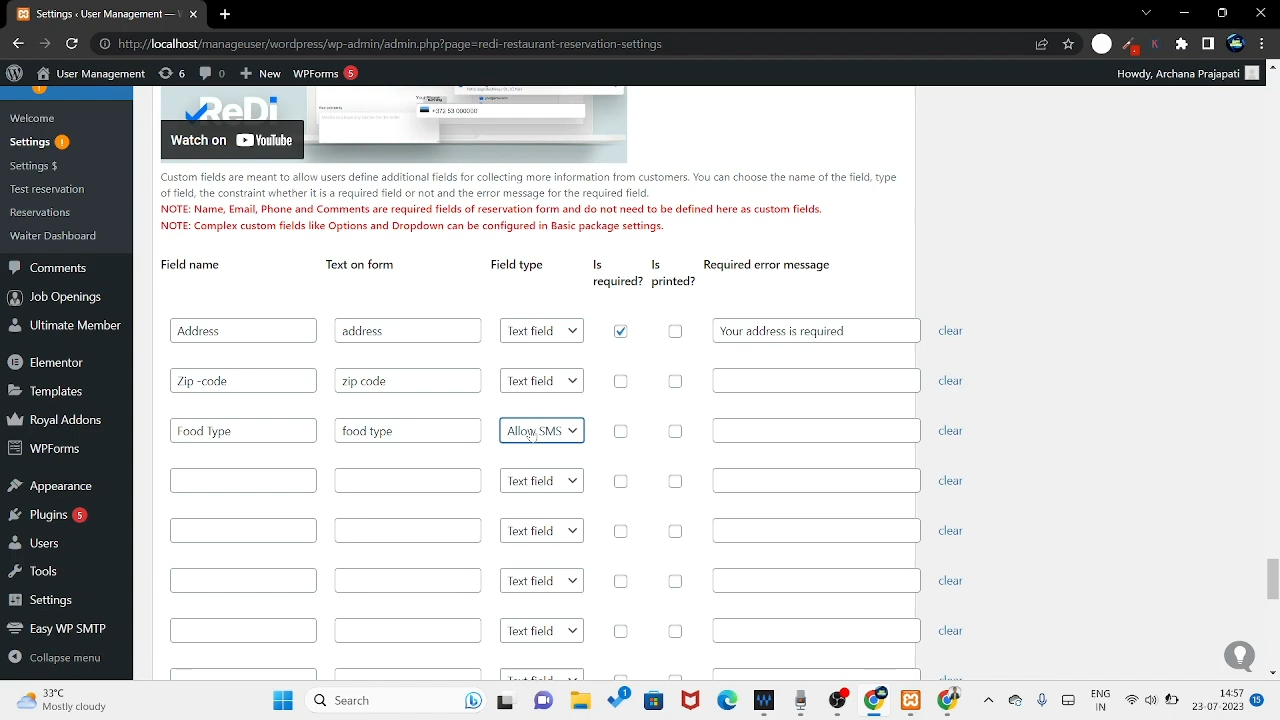 Settings ‹ User Management — V
http://localhost/manageuser/wordpress/wp-admin/admin.php?page=redi-restaurant-reservation-settings
User Management 6 0 New WPForms 5 Howdy, Armana Prajapati
!
REDI
+372 53 000000
Watch on YouTube
Welcome
Settings !
Settings $
Test reservation
Reservations
Waiter Dashboard
Comments
Job Openings
Ultimate Member
Elementor
Templates
Royal Addons
WPForms
Appearance
Plugins 5
Users
Tools
Settings
Easy WP SMTP
Collapse menu
Custom fields are meant to allow users define additional fields for collecting more information from customers. You can choose the name of the field, type
of field, the constraint whether it is a required field or not and the error message for the required field.
NOTE: Name, Email, Phone and Comments are required fields of reservation form and do not need to be defined here as custom fields.
NOTE: Complex custom fields like Options and Dropdown can be configured in Basic package settings.
Field name Text on form Field type Is required? Is printed? Required error message
Address address Text field Your address is required clear
Zip -code zip code Text field clear
Food Type food type Allow SMS clear
Text field clear
Text field clear
Text field clear
Text field clear
33°C
Mostly cloudy
Search
1
ENG
IN
14:57
23-07-2023
15